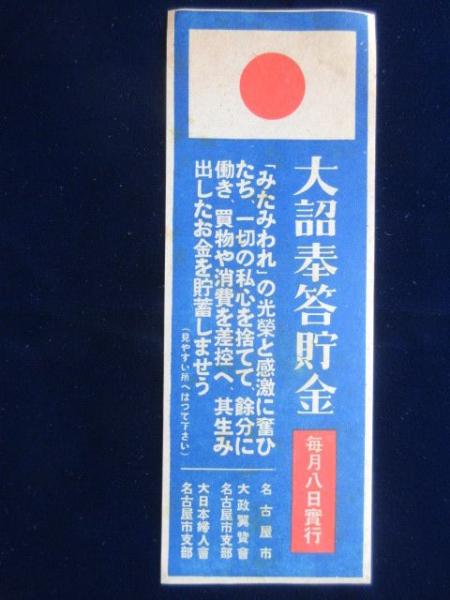 大詔奉答貯金
毎月八日實行
「みたみわれ」の光榮と感激に奮ひ
たち、一切の私心を捨てて、餘分に
働き、買物や消費を差控へ、其生み
出したお金を貯蓄しませう
(見やすい所へはつて下さい)
名古屋市
大政翼賛會
名古屋市支部
大日本婦人會
名古屋市支部